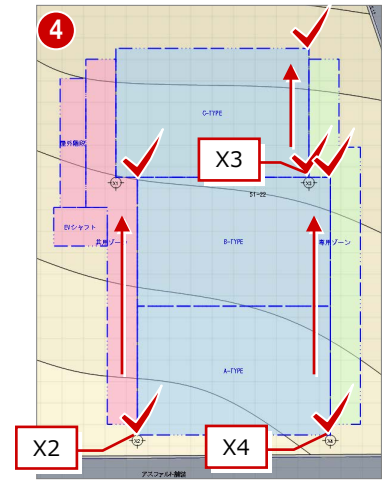 4
C-TYPE
屋外階段
X3
X1
X3
ST-22
EVシャフト
共用ゾーン
B-TYPE
専用ゾーン
A-TYPE
X2
X4
X2
X4
アスファルト舗装